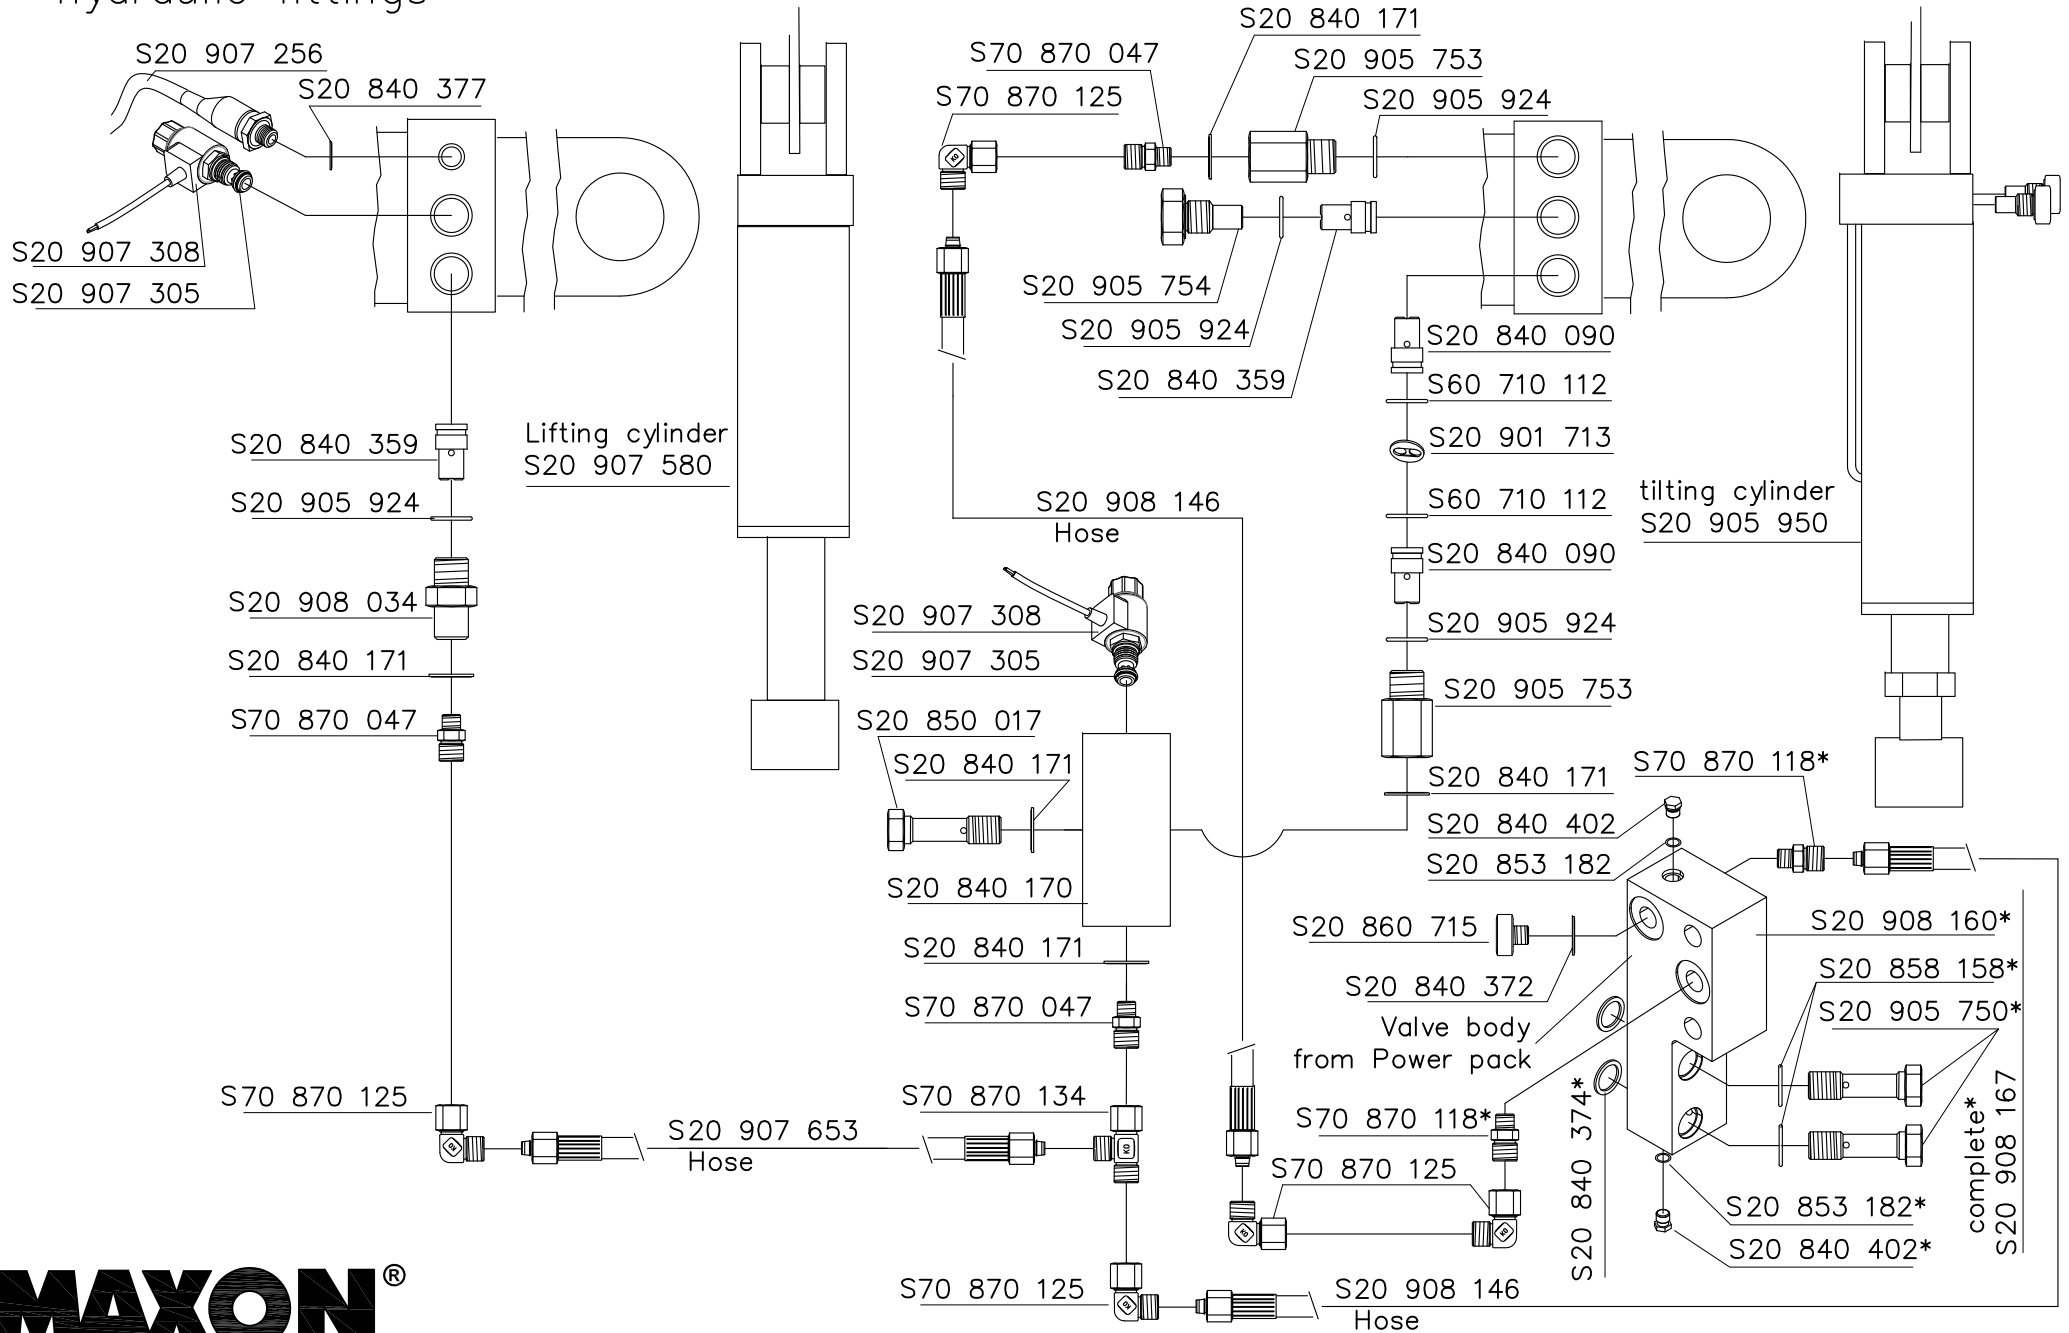 hydraulic fittings
S20 907 256
S20 840 377
S20 907 308
S20 907 305
S20 840 359
S20 905 924
S20 908 034
S20 840 171
S70 870 047
S70 870 125
Lifting cylinder
S20 907 580
S20 907 653
Hose
S20 840 171
S70 870 047
S20 905 753
S70 870 125
S20 905 924
S20 905 754
S20 905 924
S20 840 359
S20 908 146
Hose
S20 840 090
S60 710 112
S20 901 713
S60 710 112
S20 840 090
S20 905 924
S20 905 753
S20 840 171
tilting cylinder
S20 905 950
S20 907 308
S20 907 305
S20 850 017
S20 840 171
S20 840 170
S20 840 171
S70 870 047
S70 870 134
KO
KO
KO
KO
KO
KO
S70 870 125
S20 908 146
Hose
S70 870 118*
S20 840 402
S20 853 182
S20 860 715
S20 840 372
Valve body
from Power pack
S70 870 118*
S70 870 125
S20 840 374*
S20 908 160*
S20 858 158*
S20 905 750*
S20 853 182*
S20 840 402*
complete*
S20 908 167
MAXON®